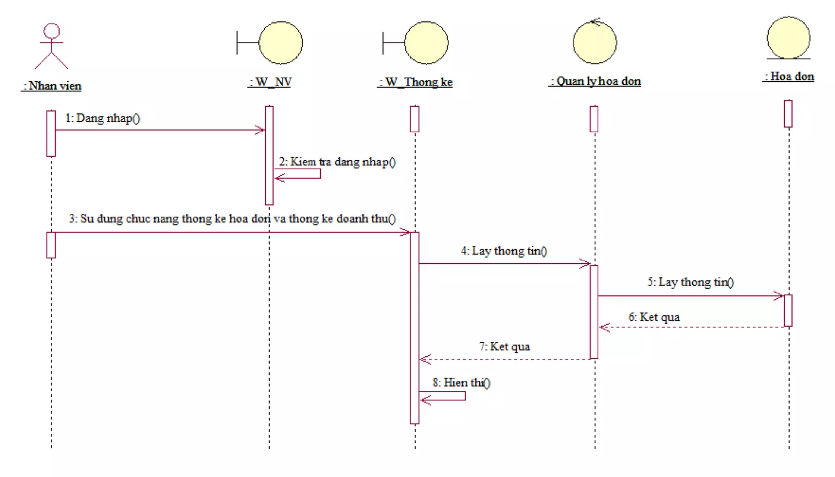 : Nhan vien
: W_NV
: W_Thong ke
: Quan ly hoa don
: Hoa don
1: Dang nhap()
2: Kiem tra dang nhap()
3: Su dung chuc nang thong ke hoa don va thong ke doanh thu()
4: Lay thong tin()
5: Lay thong tin()
6: Ket qua
7: Ket qua
8: Hien thi()